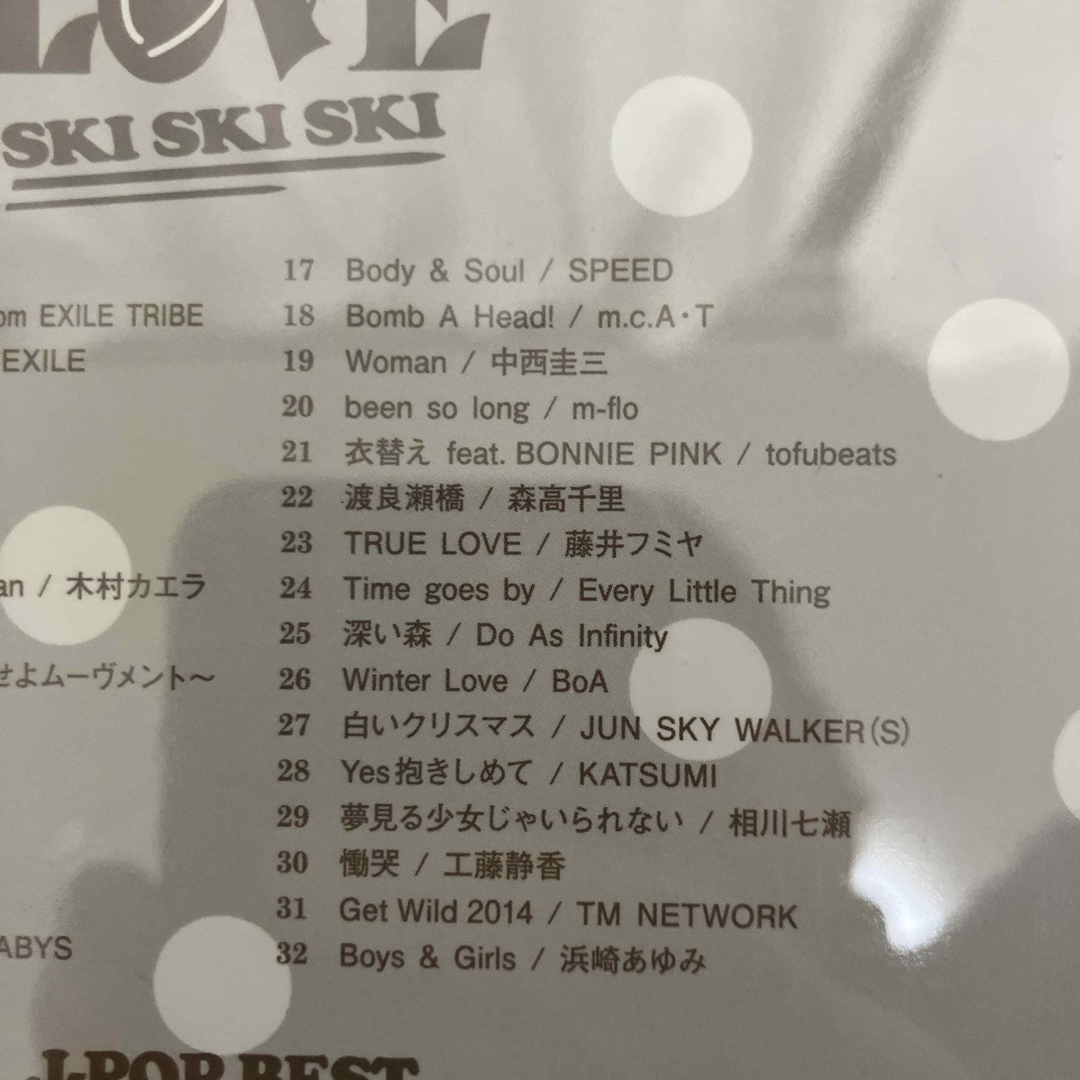 LOVE
SKI SKI SKI
om EXILE TRIBE
EXILE
an / 木村カエラ
せよムーヴメント〜
ABYS
17 Body & Soul / SPEED
18 Bomb A Head! / m.c.A・T
19 Woman / 中西圭三
20 been so long / m-flo
21 衣替え feat. BONNIE PINK / tofubeats
22 渡良瀬橋 / 森高千里
23 TRUE LOVE / 藤井フミヤ
24 Time goes by / Every Little Thing
25 深い森 / Do As Infinity
26 Winter Love / BoA
27 白いクリスマス / JUN SKY WALKER(S)
28 Yes抱きしめて / KATSUMI
29 夢見る少女じゃいられない / 相川七瀬
30 慟哭 / 工藤静香
31 Get Wild 2014 / TM NETWORK
32 Boys & Girls / 浜崎あゆみ
J-POP BEST